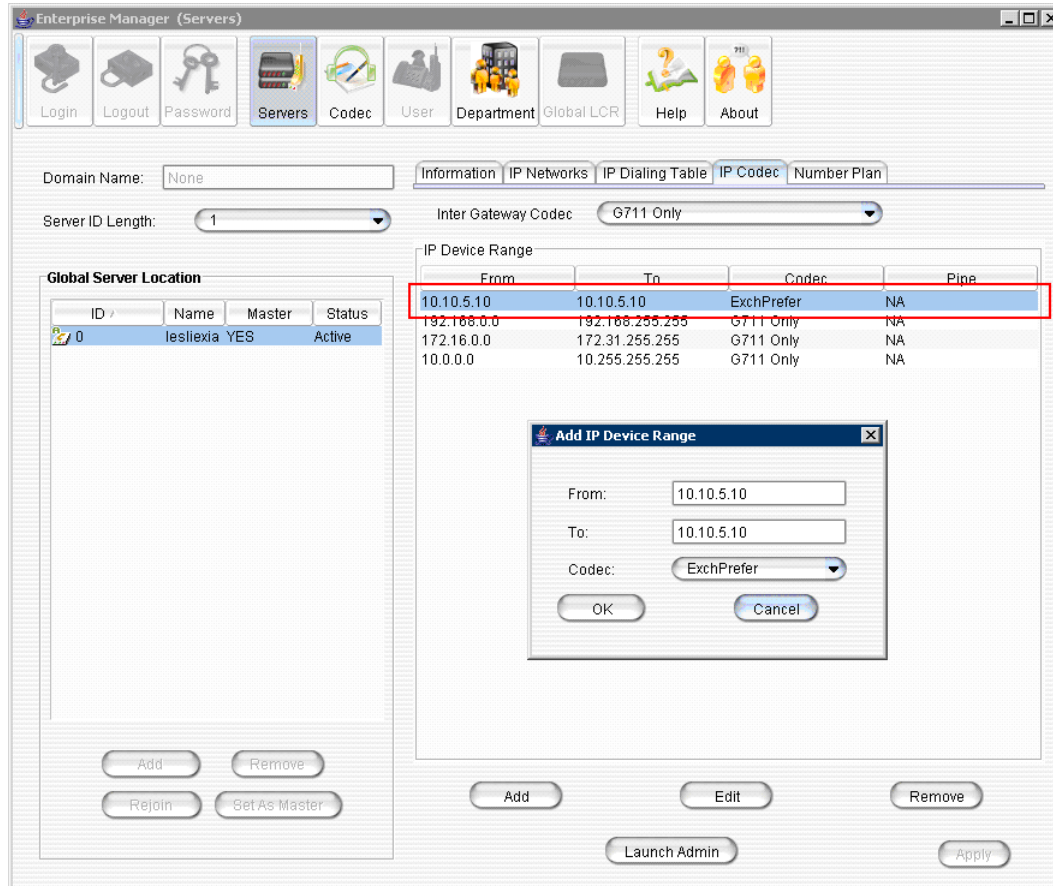 Enterprise Manager (Servers)
Login Logout Password Servers Codec User Department Global LCR Help ?!! About
Domain Name: None
Server ID Length: 1
Information IP Networks IP Dialing Table IP Codec Number Plan
Inter Gateway Codec G711 Only
Global Server Location
ID Name Master Status
0 lesliexia YES Active
IP Device Range
From To Codec Pipe
10.10.5.10 10.10.5.10 ExchPrefer NA
192.168.0.0 192.168.255.255 G711 Only NA
172.16.0.0 172.31.255.255 G711 Only NA
10.0.0.0 10.255.255.255 G711 Only NA
Add IP Device Range
From: 10.10.5.10
To: 10.10.5.10
Codec: ExchPrefer
OK Cancel
Add Remove
Rejoin Set As Master
Add Edit Remove
Launch Admin Apply